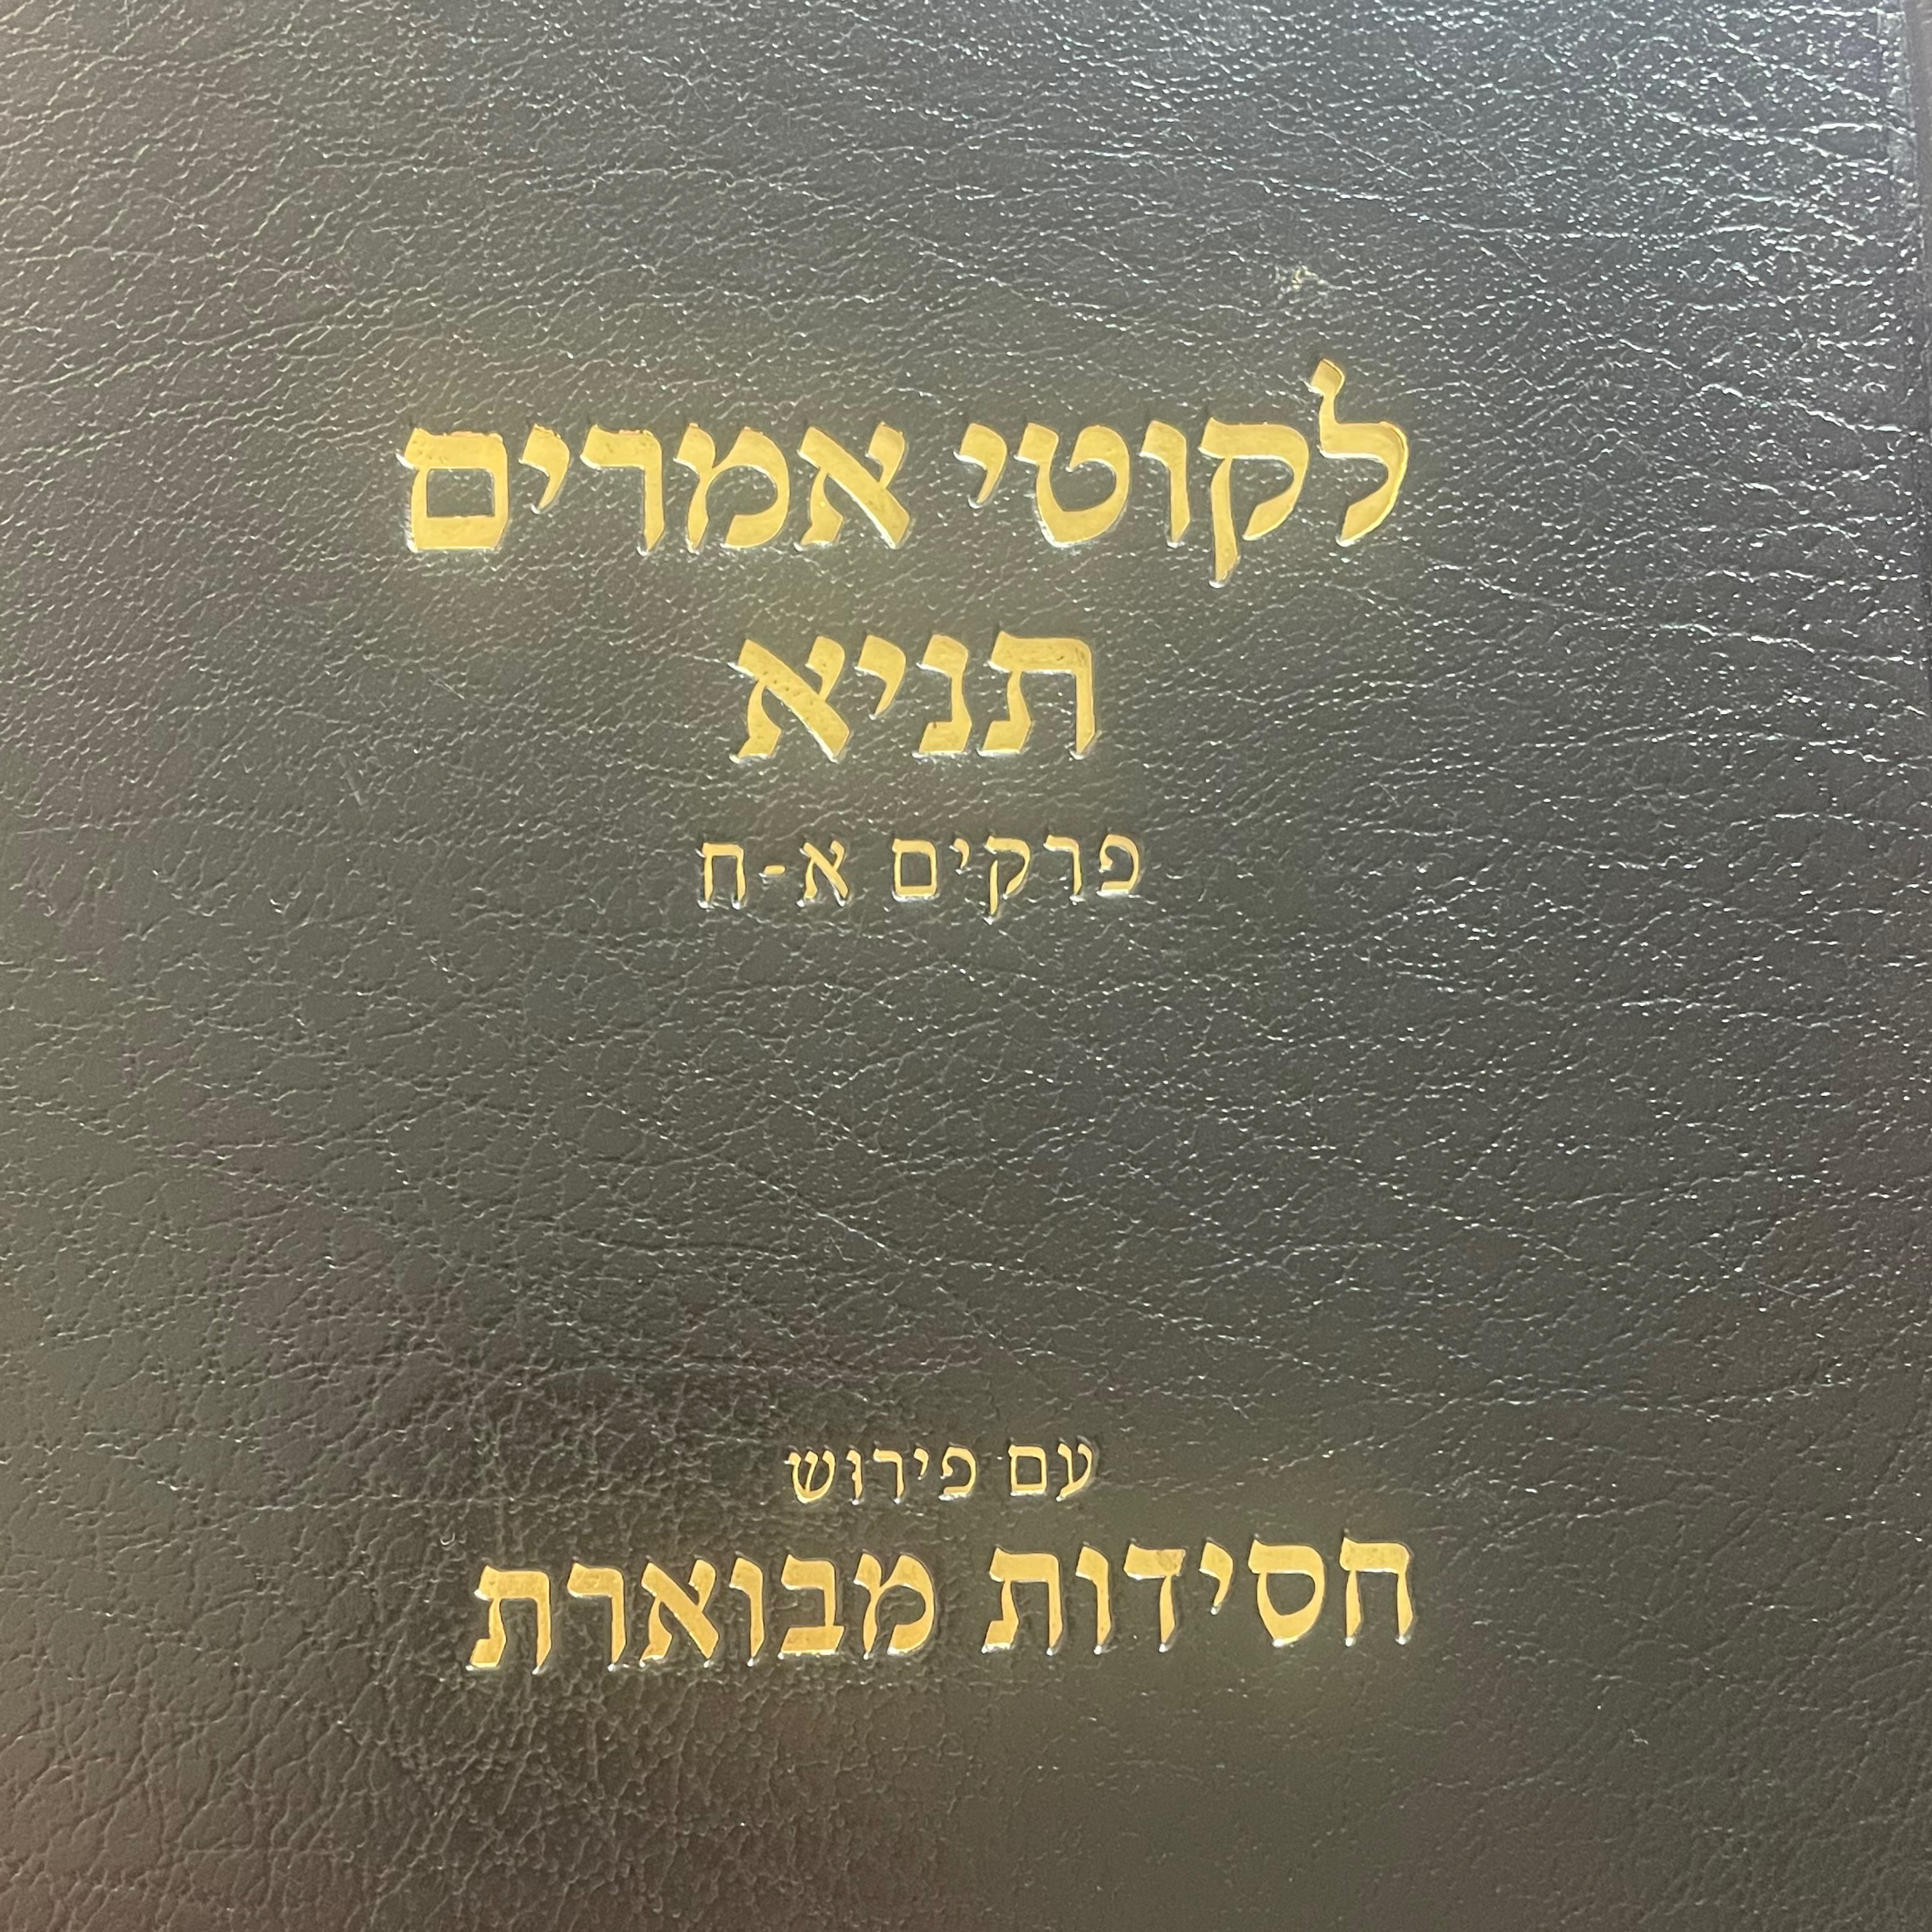 לקוטי אמרים
תניא
פרקים א-ח
עם פירוש
חסידות מבוארת